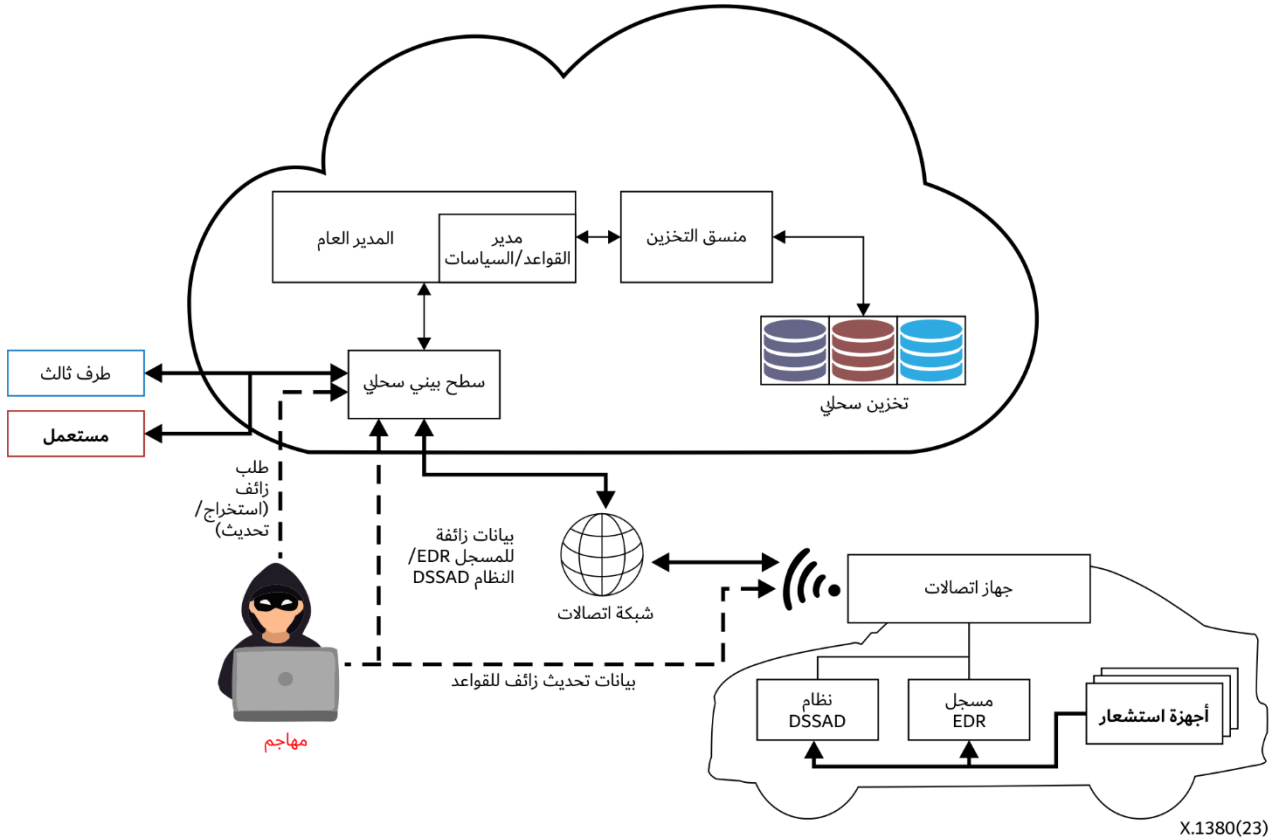 المدير العام
مدير
القواعد/السياسات
منسق التخزين
تخزين سحابي
سطح بيني سحابي
طرف ثالث
مستعمل
طلب
زائف
(استخراج/
تحديث)
بيانات زائفة
للمسجل EDR/
النظام DSSAD
شبكة اتصالات
جهاز اتصالات
نظام
DSSAD
مسجل
EDR
أجهزة استشعار
بيانات تحديث زائف للقواعد
مهاجم
X.1380(23)